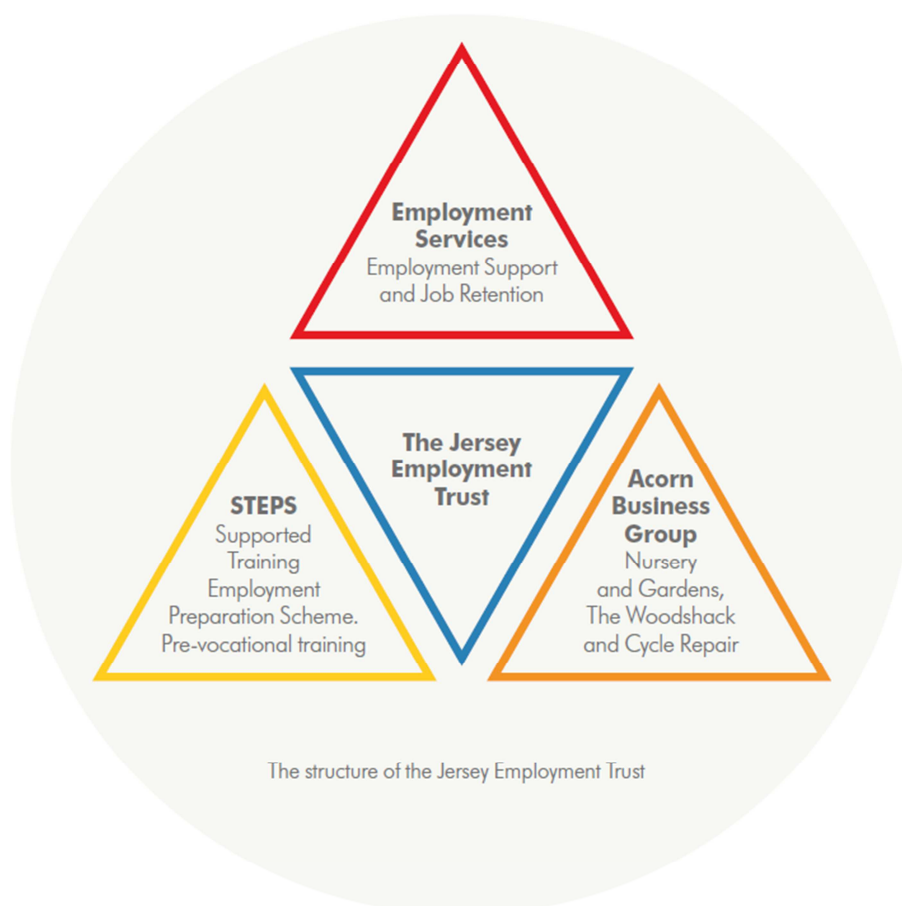 Employment
Services
Employment Support
and Job Retention
The Jersey
Employment
Trust
STEPS
Supported
Training
Employment
Preparation Scheme.
Pre-vocational training
Acorn
Business
Group
Nursery
and Gardens,
The Woodshack
and Cycle Repair
The structure of the Jersey Employment Trust